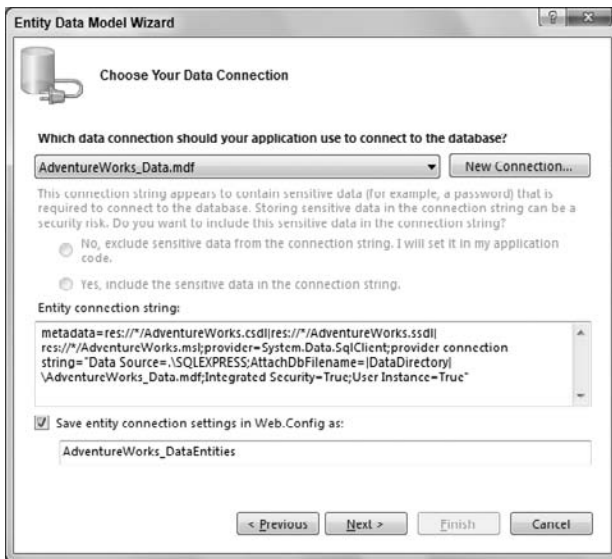 Entity Data Model Wizard
Choose Your Data Connection
Which data connection should your application use to connect to the database?
AdventureWorks_Data.mdf
New Connection...
This connection string appears to contain sensitive data (for example, a password) that is
required to connect to the database. Storing sensitive data in the connection string can be a
security risk. Do you want to include this sensitive data in the connection string?
No, exclude sensitive data from the connection string. I will set it in my application
code.
Yes, include the sensitive data in the connection string.
Entity connection string:
metadata=res://*/AdventureWorks.csdl|res://*/AdventureWorks.ssdl|
res://*/AdventureWorks.msl;provider=System.Data.SqlClient;provider connection
string="Data Source=.\SQLEXPRESS;AttachDbFilename=|DataDirectory|
\AdventureWorks_Data.mdf;Integrated Security=True;User Instance=True"
Save entity connection settings in Web.Config as:
AdventureWorks_DataEntities
< Previous
Next >
Finish
Cancel